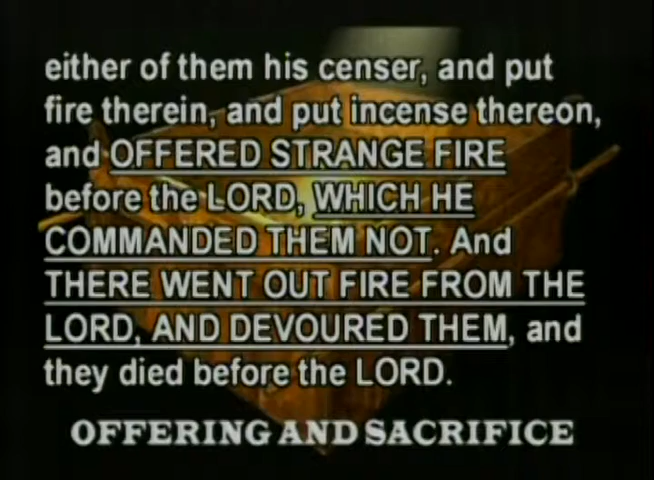 either of them his censer, and put
fire therein, and put incense thereon,
and OFFERED STRANGE FIRE
before the LORD, WHICH HE
COMMANDED THEM NOT. And
THERE WENT OUT FIRE FROM THE
LORD, AND DEVOURED THEM, and
they died before the LORD.
OFFERING AND SACRIFICE